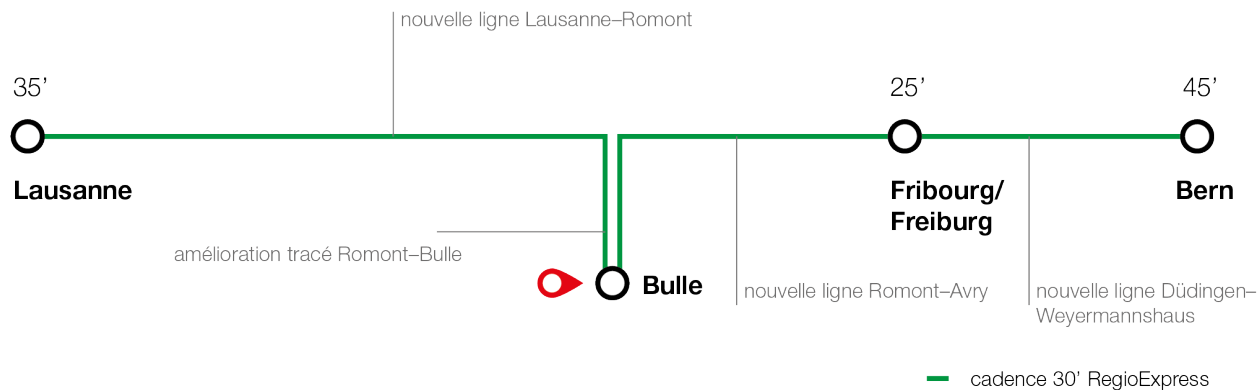 nouvelle ligne Lausanne–Romont
35’
25’
45’
Lausanne
Fribourg/
Freiburg
Bern
amélioration tracé Romont–Bulle
Bulle
nouvelle ligne Romont–Avry
nouvelle ligne Düdingen–
Weyermannshaus
cadence 30’ RegioExpress